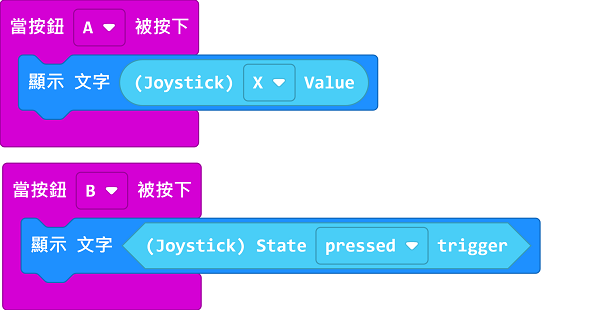 當按鈕 A 被按下
顯示 文字 (Joystick) X Value
當按鈕 B 被按下
顯示 文字 (Joystick) State pressed trigger